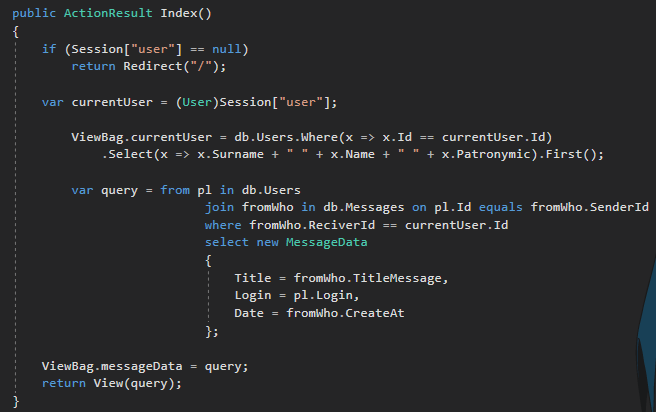 public ActionResult Index()
{
if (Session["user"] == null)
return Redirect("/");
var currentUser = (User)Session["user"];
ViewBag.currentUser = db.Users.Where(x => x.Id == currentUser.Id)
.Select(x => x.Surname + " " + x.Name + " " + x.Patronymic).First();
var query = from pl in db.Users
join fromWho in db.Messages on pl.Id equals fromWho.SenderId
where fromWho.ReciverId == currentUser.Id
select new MessageData
{
Title = fromWho.TitleMessage,
Login = pl.Login,
Date = fromWho.CreateAt
};
ViewBag.messageData = query;
return View(query);
}